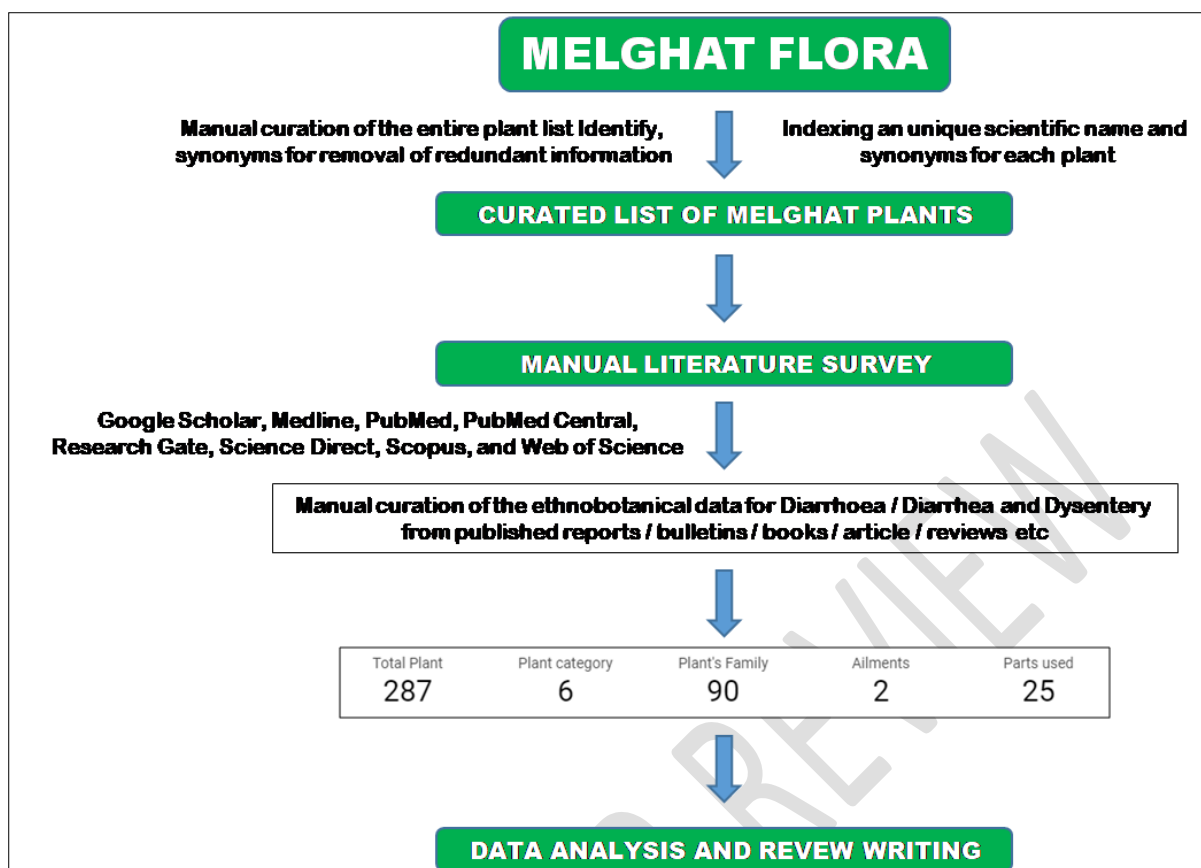 MELGHAT FLORA
Manual curation of the entire plant list Identify,
synonyms for removal of redundant information
Indexing an unique scientific name and
synonyms for each plant
CURATED LIST OF MELGHAT PLANTS
MANUAL LITERATURE SURVEY
Google Scholar, Medline, PubMed, PubMed Central,
Research Gate, Science Direct, Scopus, and Web of Science
Manual curation of the ethnobotanical data for Diarrhoea / Diarrhea and Dysentery
from published reports / bulletins / books / article / reviews etc
Total Plant Plant category Plant's Family Ailments Parts used
287 6 90 2 25
DATA ANALYSIS AND REVEW WRITING
REVIEW